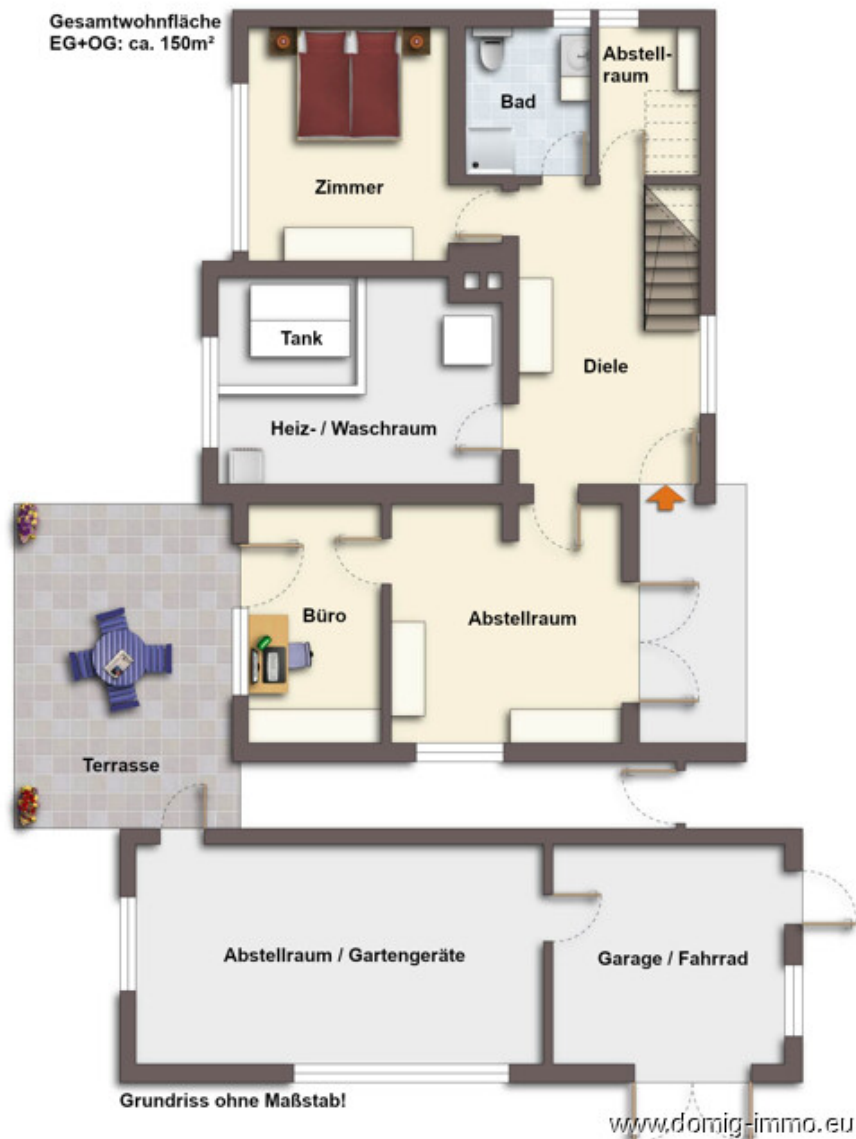 Gesamtwohnfläche
EG+OG: ca. 150m²
Abstell-
raum
Bad
Zimmer
Tank
Diele
Heiz- / Waschraum
Büro
Abstellraum
Terrasse
Abstellraum / Gartengeräte
Garage / Fahrrad
Grundriss ohne Maßstab!
www.domig-immo.eu